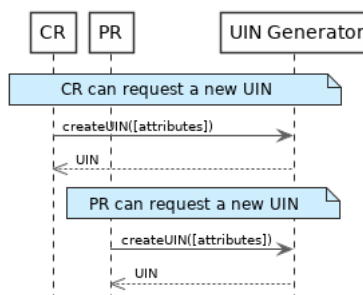 CR PR UIN Generator
CR can request a new UIN
createUIN([attributes])
UIN
PR can request a new UIN
createUIN([attributes])
UIN